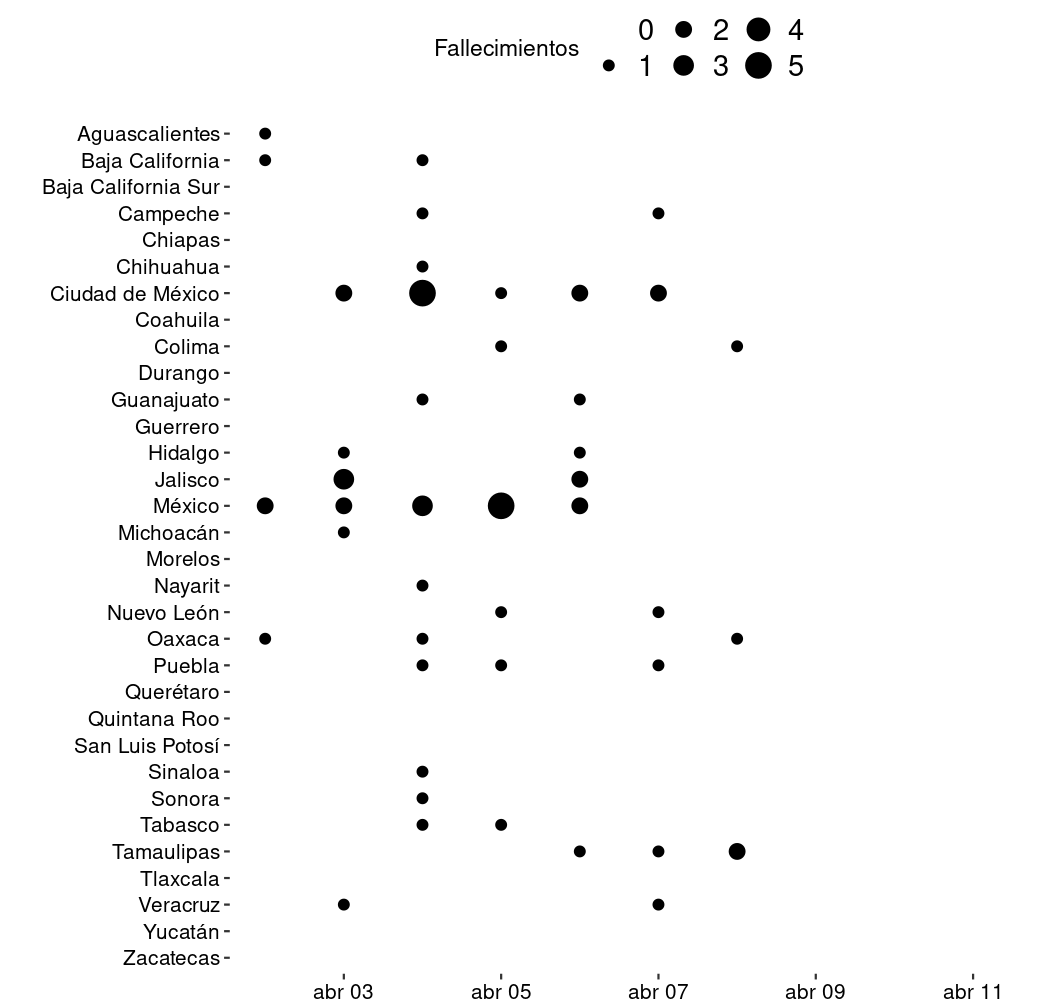 Fallecimientos
0 2 4
1 3 5
Aguascalientes
Baja California
Baja California Sur
Campeche
Chiapas
Chihuahua
Ciudad de México
Coahuila
Colima
Durango
Guanajuato
Guerrero
Hidalgo
Jalisco
México
Michoacán
Morelos
Nayarit
Nuevo León
Oaxaca
Puebla
Querétaro
Quintana Roo
San Luis Potosí
Sinaloa
Sonora
Tabasco
Tamaulipas
Tlaxcala
Veracruz
Yucatán
Zacatecas
abr 03 abr 05 abr 07 abr 09 abr 11